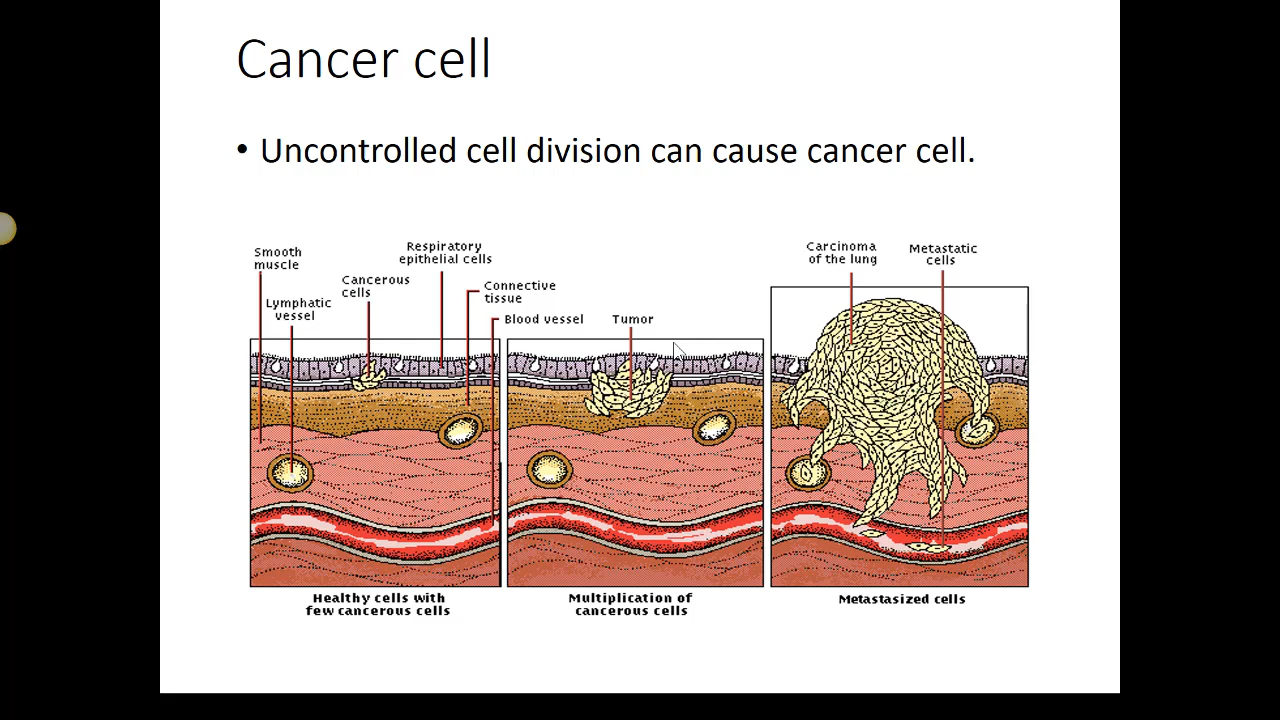 Cancer cell
• Uncontrolled cell division can cause cancer cell.
Smooth
muscle
Lymphatic
vessel
Cancerous
cells
Respiratory
epithelial cells
Connective
tissue
Blood vessel
Tumor
Carcinoma
of the lung
Metastatic
cells
Healthy cells with
few cancerous cells
Multiplication of
cancerous cells
Metastasized cells